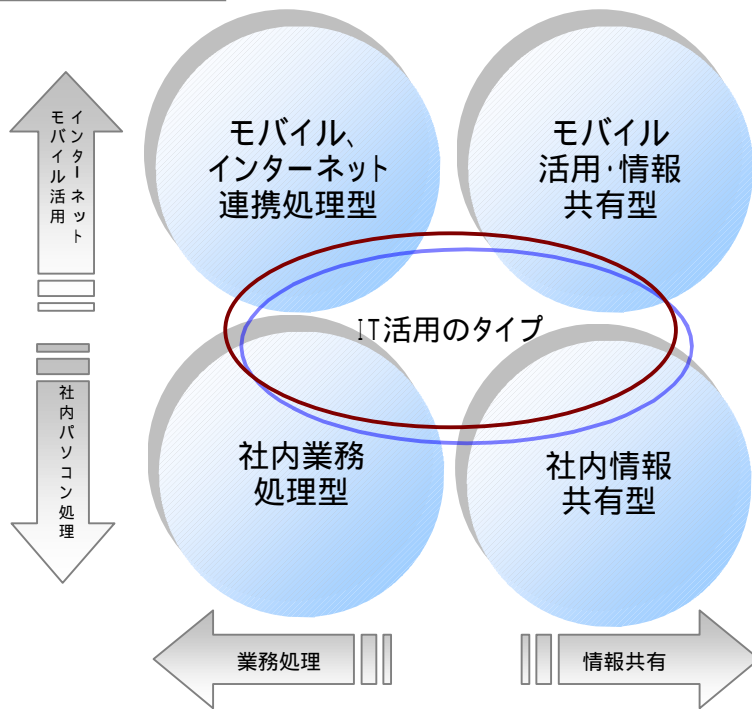 モバイル、
インターネット
連携処理型
モバイル
活用・情報
共有型
インターネット
モバイル活用
IT活用のタイプ
社内パソコン処理
社内業務
処理型
社内情報
共有型
業務処理
情報共有